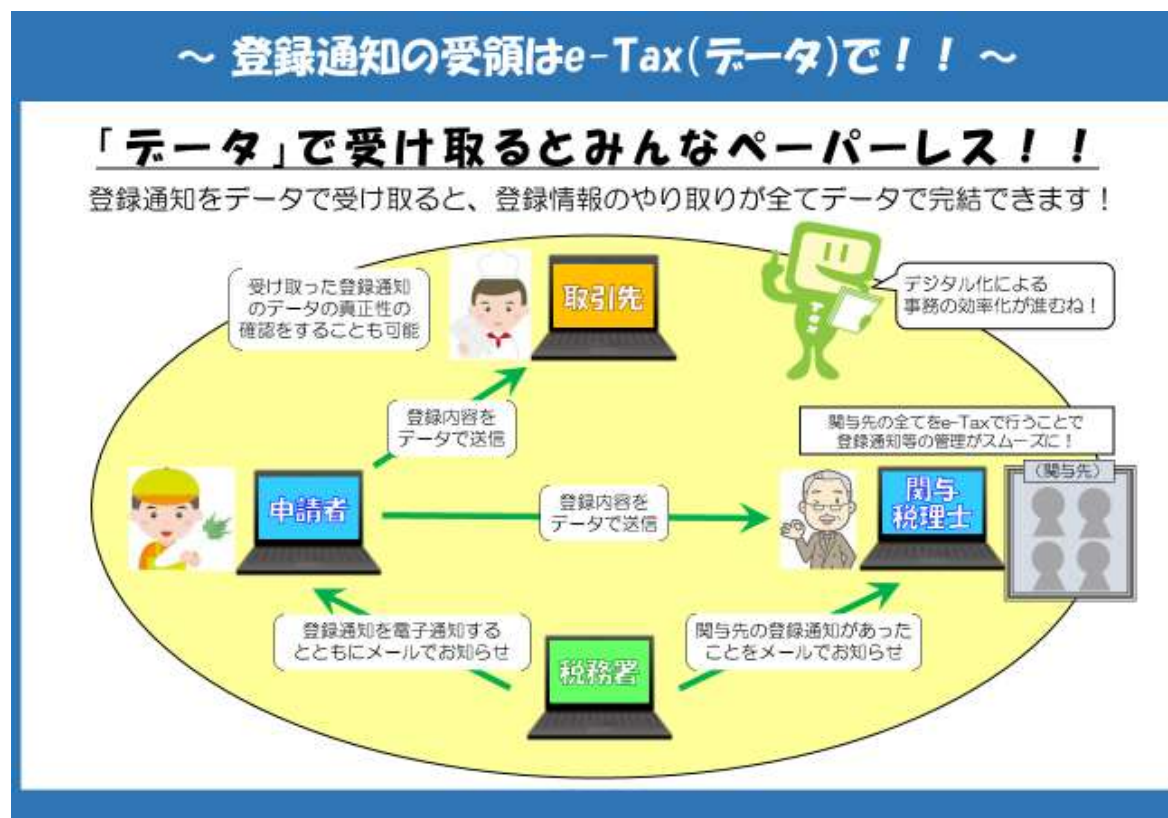 ～ 登録通知の受領はe-Tax(データ)で！！ ～
「データ」で受け取るとみんなペーパーレス！！
登録通知をデータで受け取ると、登録情報のやり取りが全てデータで完結できます！
受け取った登録通知
のデータの真正性の
確認をすることも可能
取引先
TAX
デジタル化による
事務の効率化が進むね！
登録内容を
データで送信
関与先の全てをe-Taxで行うことで
登録通知等の管理がスムーズに！
（関与先）
申請者
登録内容を
データで送信
関与
税理士
登録通知を電子通知する
とともにメールでお知らせ
関与先の登録通知があった
ことをメールでお知らせ
税務署